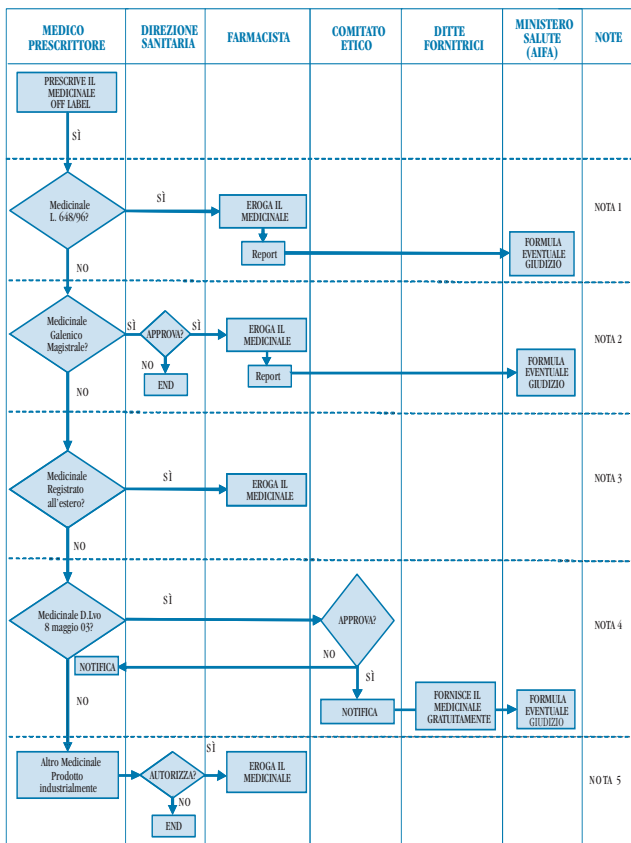 MEDICO
PRESCRITTORE
DIREZIONE
SANITARIA
FARMACISTA
COMITATO
ETICO
DITTE
FORNITRICI
MINISTERO
SALUTE
(AIFA)
NOTE
PRESCRIVE IL
MEDICINALE
OFF LABEL
SÌ
Medicinale
L. 648/96?
SÌ
EROGA IL
MEDICINALE
Report
FORMULA
EVENTUALE
GIUDIZIO
NOTA 1
NO
Medicinale
Galenico
Magistrale?
SÌ
APPROVA?
SÌ
EROGA IL
MEDICINALE
NO
END
Report
FORMULA
EVENTUALE
GIUDIZIO
NOTA 2
NO
Medicinale
Registrato
all'estero?
SÌ
EROGA IL
MEDICINALE
NOTA 3
NO
Medicinale D.Lvo
8 maggio 03?
SÌ
APPROVA?
NOTA 4
NO
NOTIFICA
SÌ
NOTIFICA
FORNISCE IL
MEDICINALE
GRATUITAMENTE
FORMULA
EVENTUALE
GIUDIZIO
NO
Altro Medicinale
Prodotto
industrialmente
AUTORIZZA?
SÌ
EROGA IL
MEDICINALE
NO
END
NOTA 5